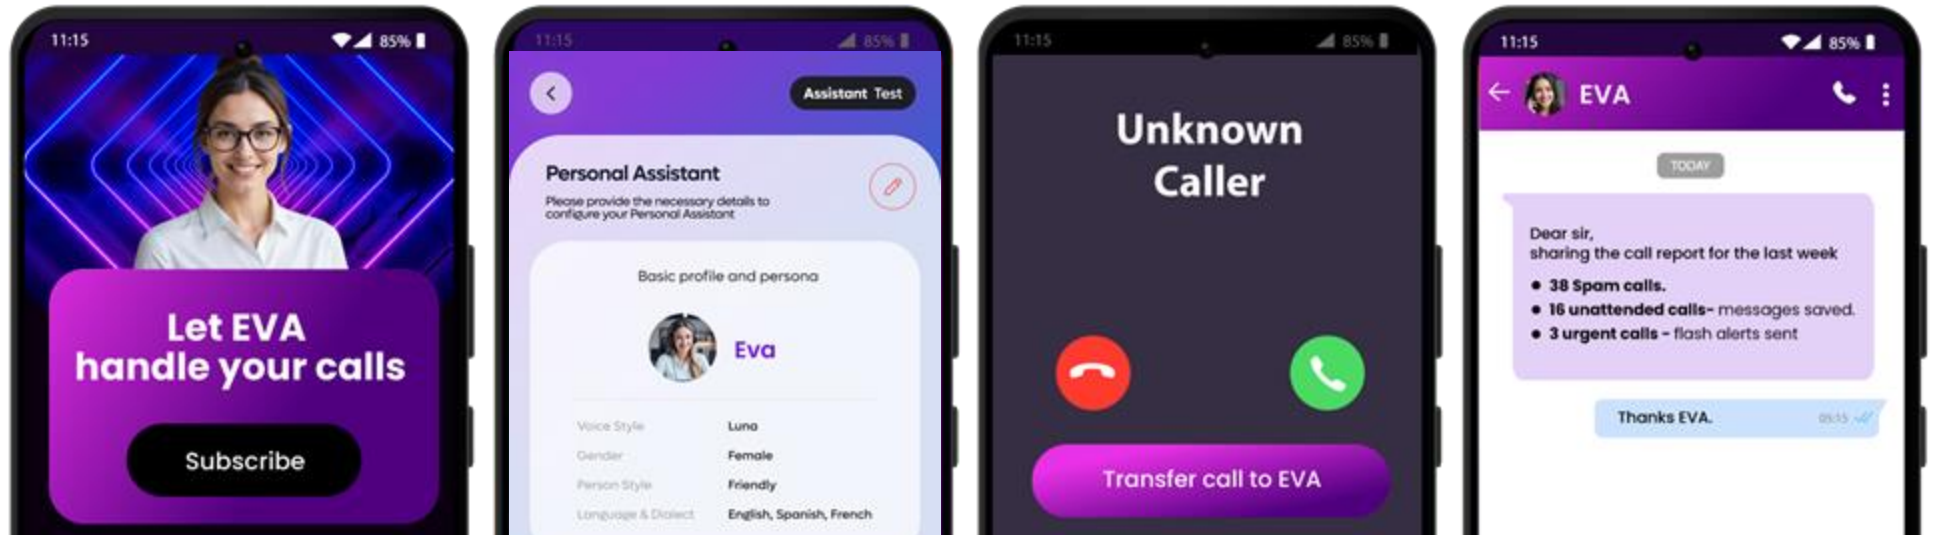 11:15
85%
Let EVA
handle your calls
Subscribe
11:15
85%
Assistant Test
Personal Assistant
Please provide the necessary details to
configure your Personal Assistant
Basic profile and persona
Eva
Voice Style Luna
Gender Female
Person Style Friendly
Language & Dialect English, Spanish, French
11:15
85%
Unknown
Caller
Transfer call to EVA
11:15
85%
EVA
TODAY
Dear sir,
sharing the call report for the last week
● 38 Spam calls.
● 16 unattended calls- messages saved.
● 3 urgent calls - flash alerts sent
Thanks EVA.
05:15